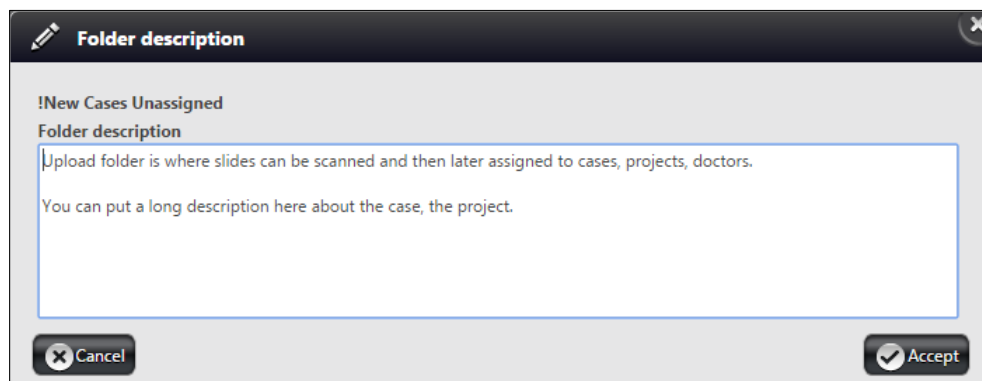 Folder description
!New Cases Unassigned
Folder description
Upload folder is where slides can be scanned and then later assigned to cases, projects, doctors.
You can put a long description here about the case, the project.
Cancel
Accept